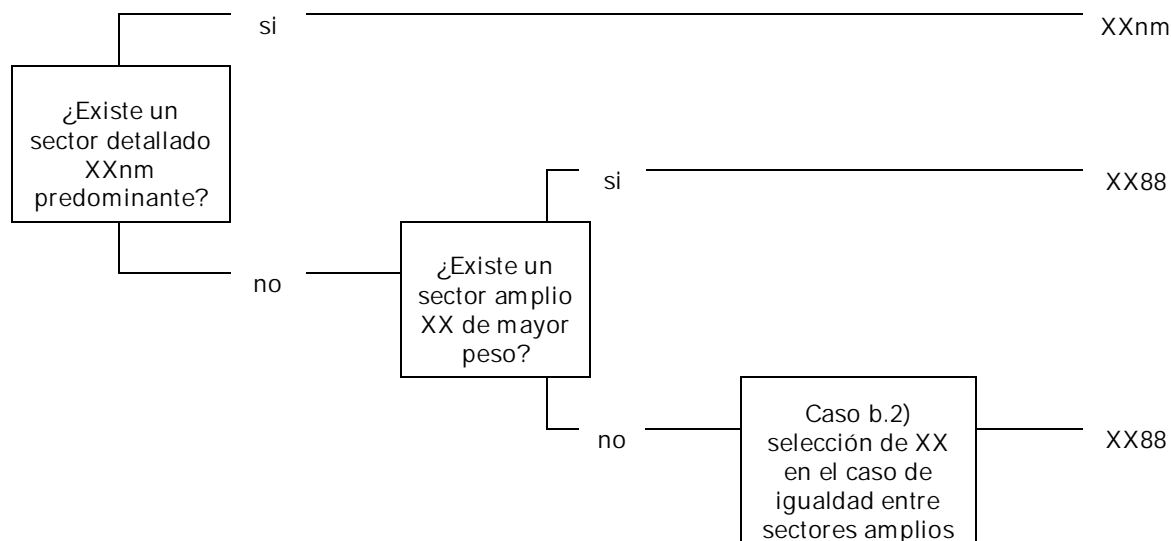 si
XXnm
¿Existe un
sector detallado
XXnm
predominante?
si
XX88
no
¿Existe un
sector amplio
XX de mayor
peso?
no
Caso b.2)
selección de XX
en el caso de
igualdad entre
sectores amplios
XX88